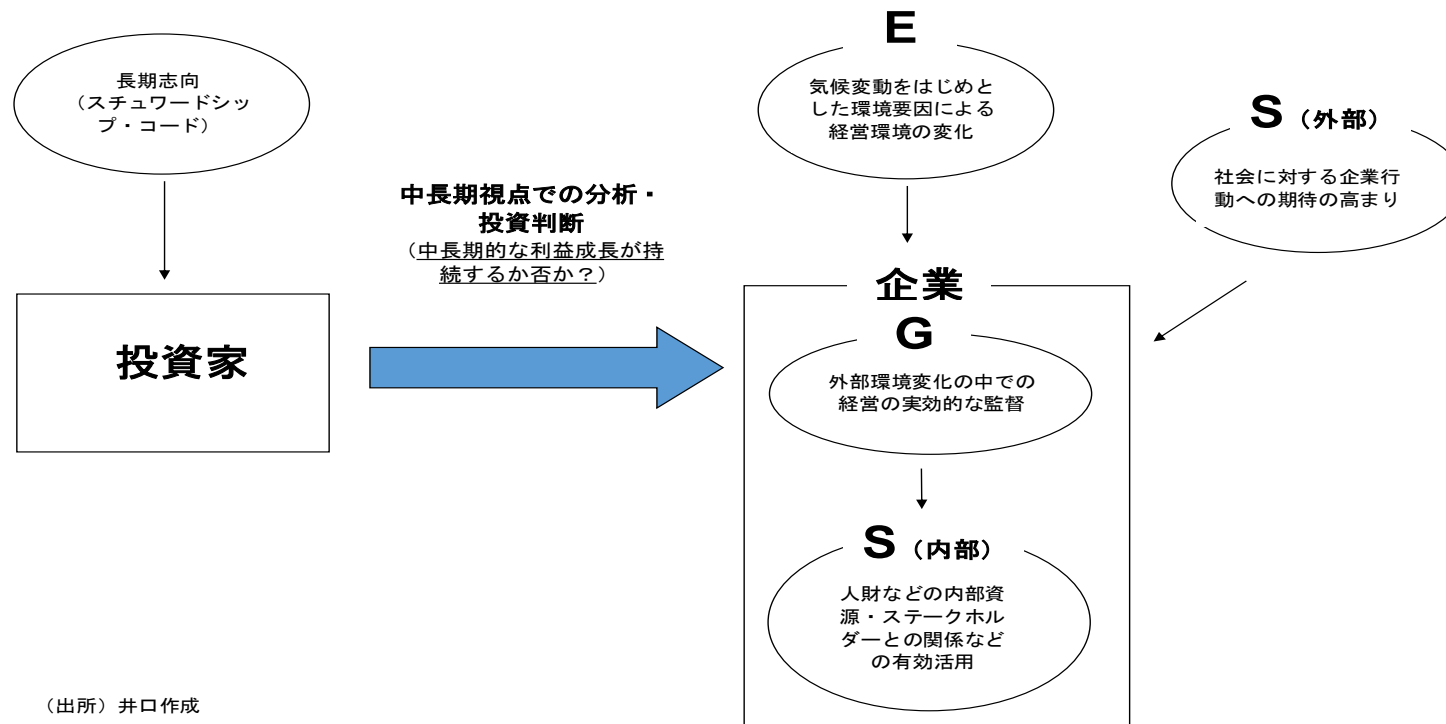 長期志向
（スチュワードシッ
プ・コード）
投資家
中長期視点での分析・
投資判断
（中長期的な利益成長が持
続するか否か？）
E
気候変動をはじめと
した環境要因による
経営環境の変化
S（外部）
社会に対する企業行
動への期待の高まり
企業
G
外部環境変化の中での
経営の実効的な監督
S（内部）
人財などの内部資
源・ステークホル
ダーとの関係など
の有効活用
（出所）井口作成